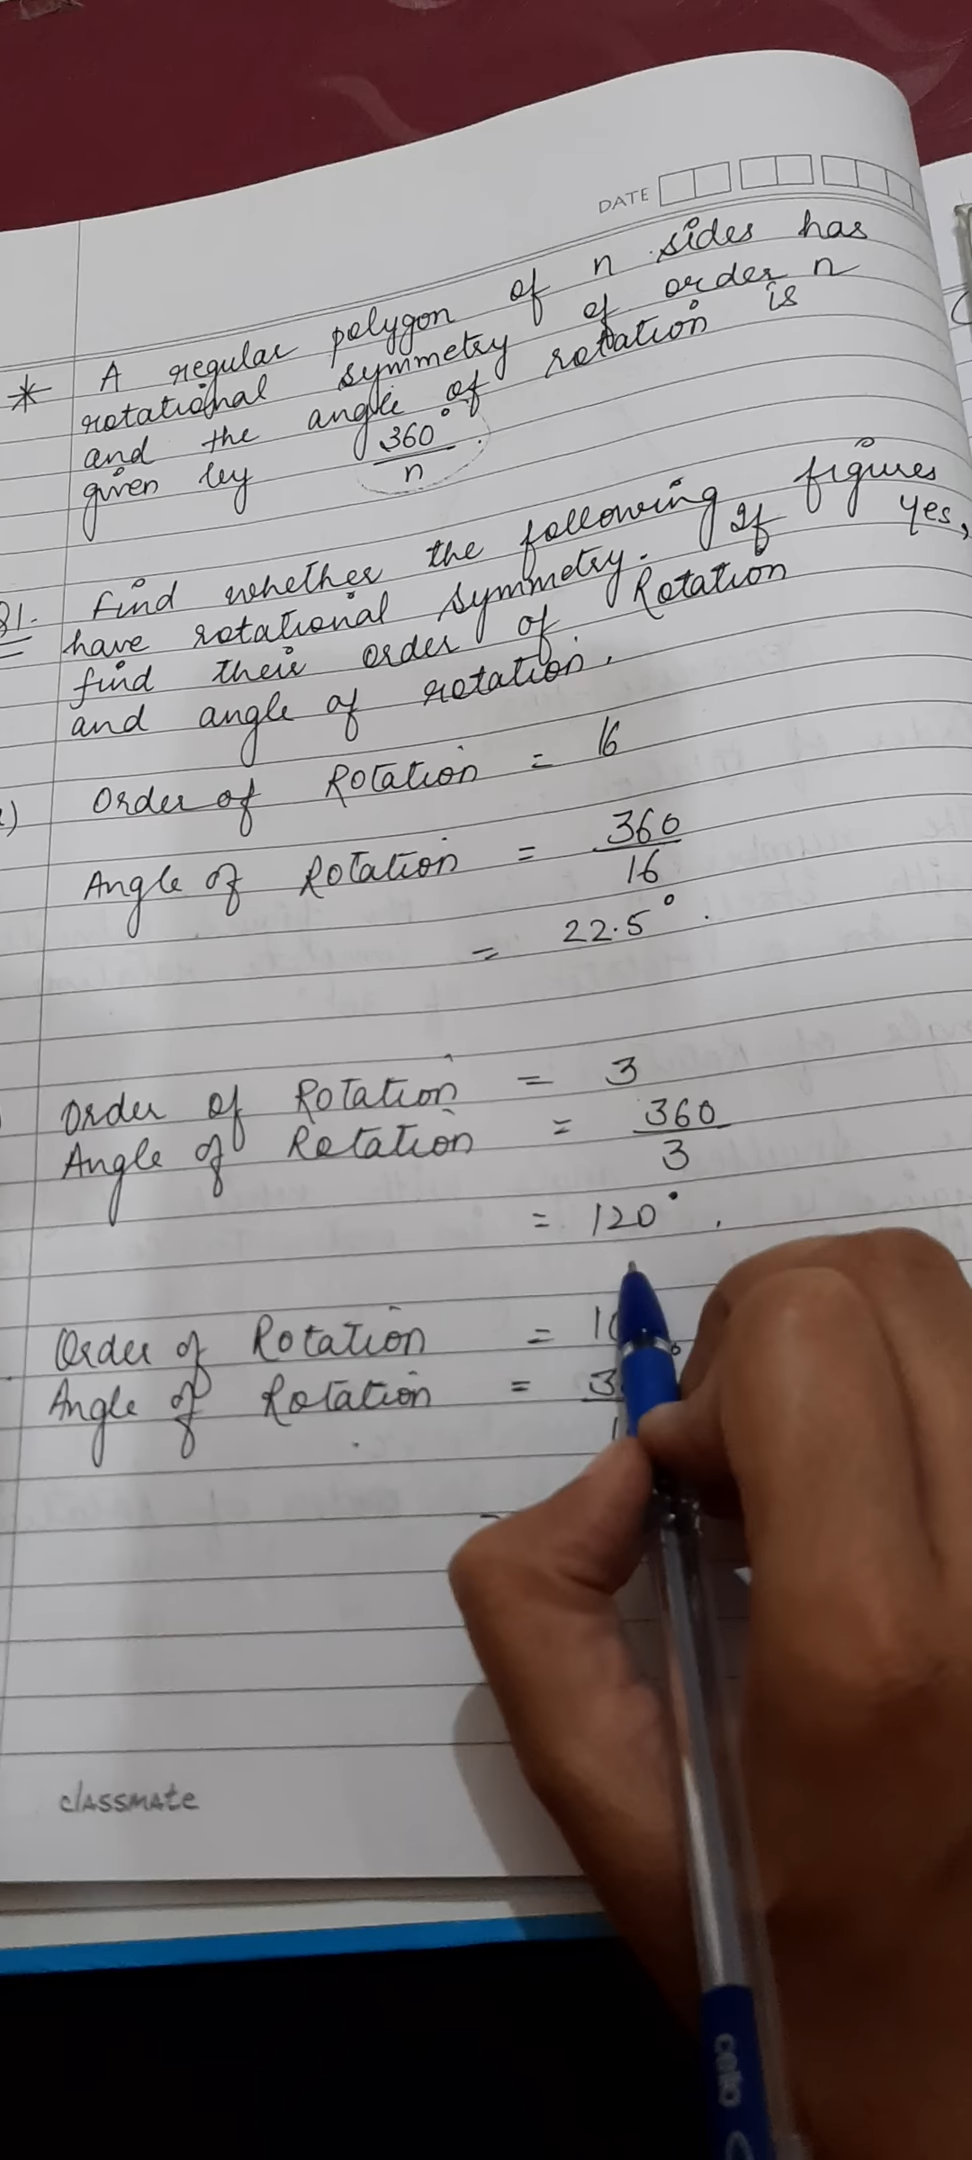 DATE
* A regular polygon of n sides has
rotational symmetry of order n
and the angle of rotation is
given by 360°
n
Find whether the following figures
have rotational symmetry. If yes,
find their order of Rotation
and angle of rotation.
Order of Rotation = 16
Angle of Rotation = 360
16
= 22.5°.
Order of Rotation = 3
Angle of Rotation = 360
3
= 120°.
Order of Rotation =
Angle of Rotation =
classmate
cello